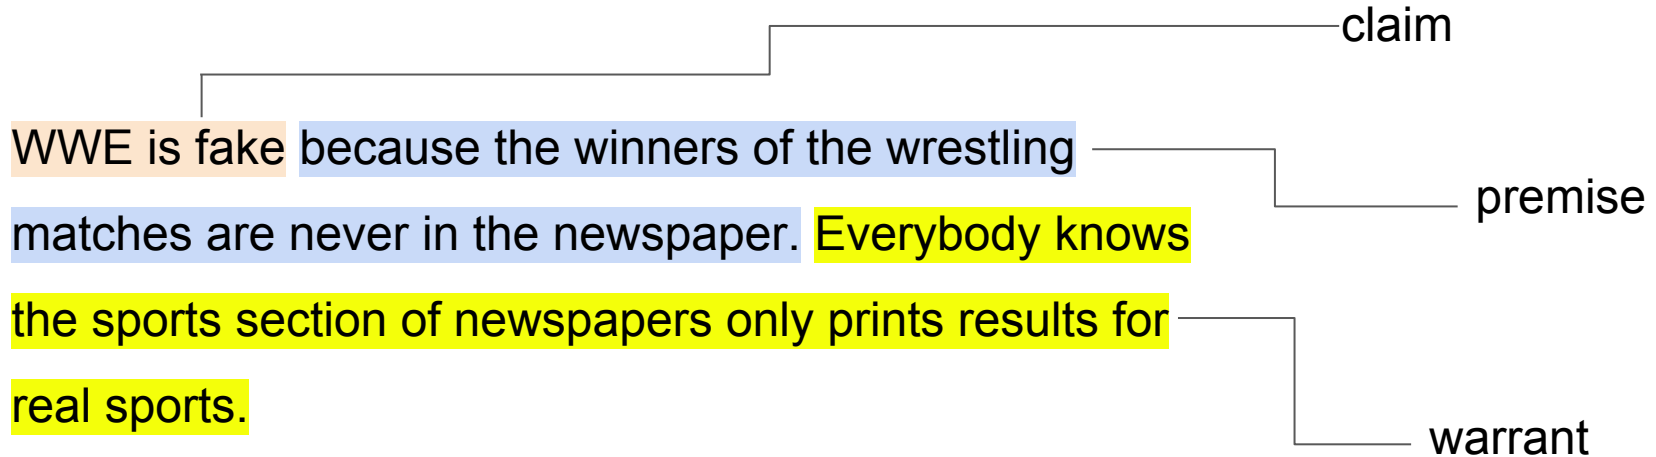 claim
WWE is fake because the winners of the wrestling
premise
matches are never in the newspaper. Everybody knows
the sports section of newspapers only prints results for
real sports.
warrant